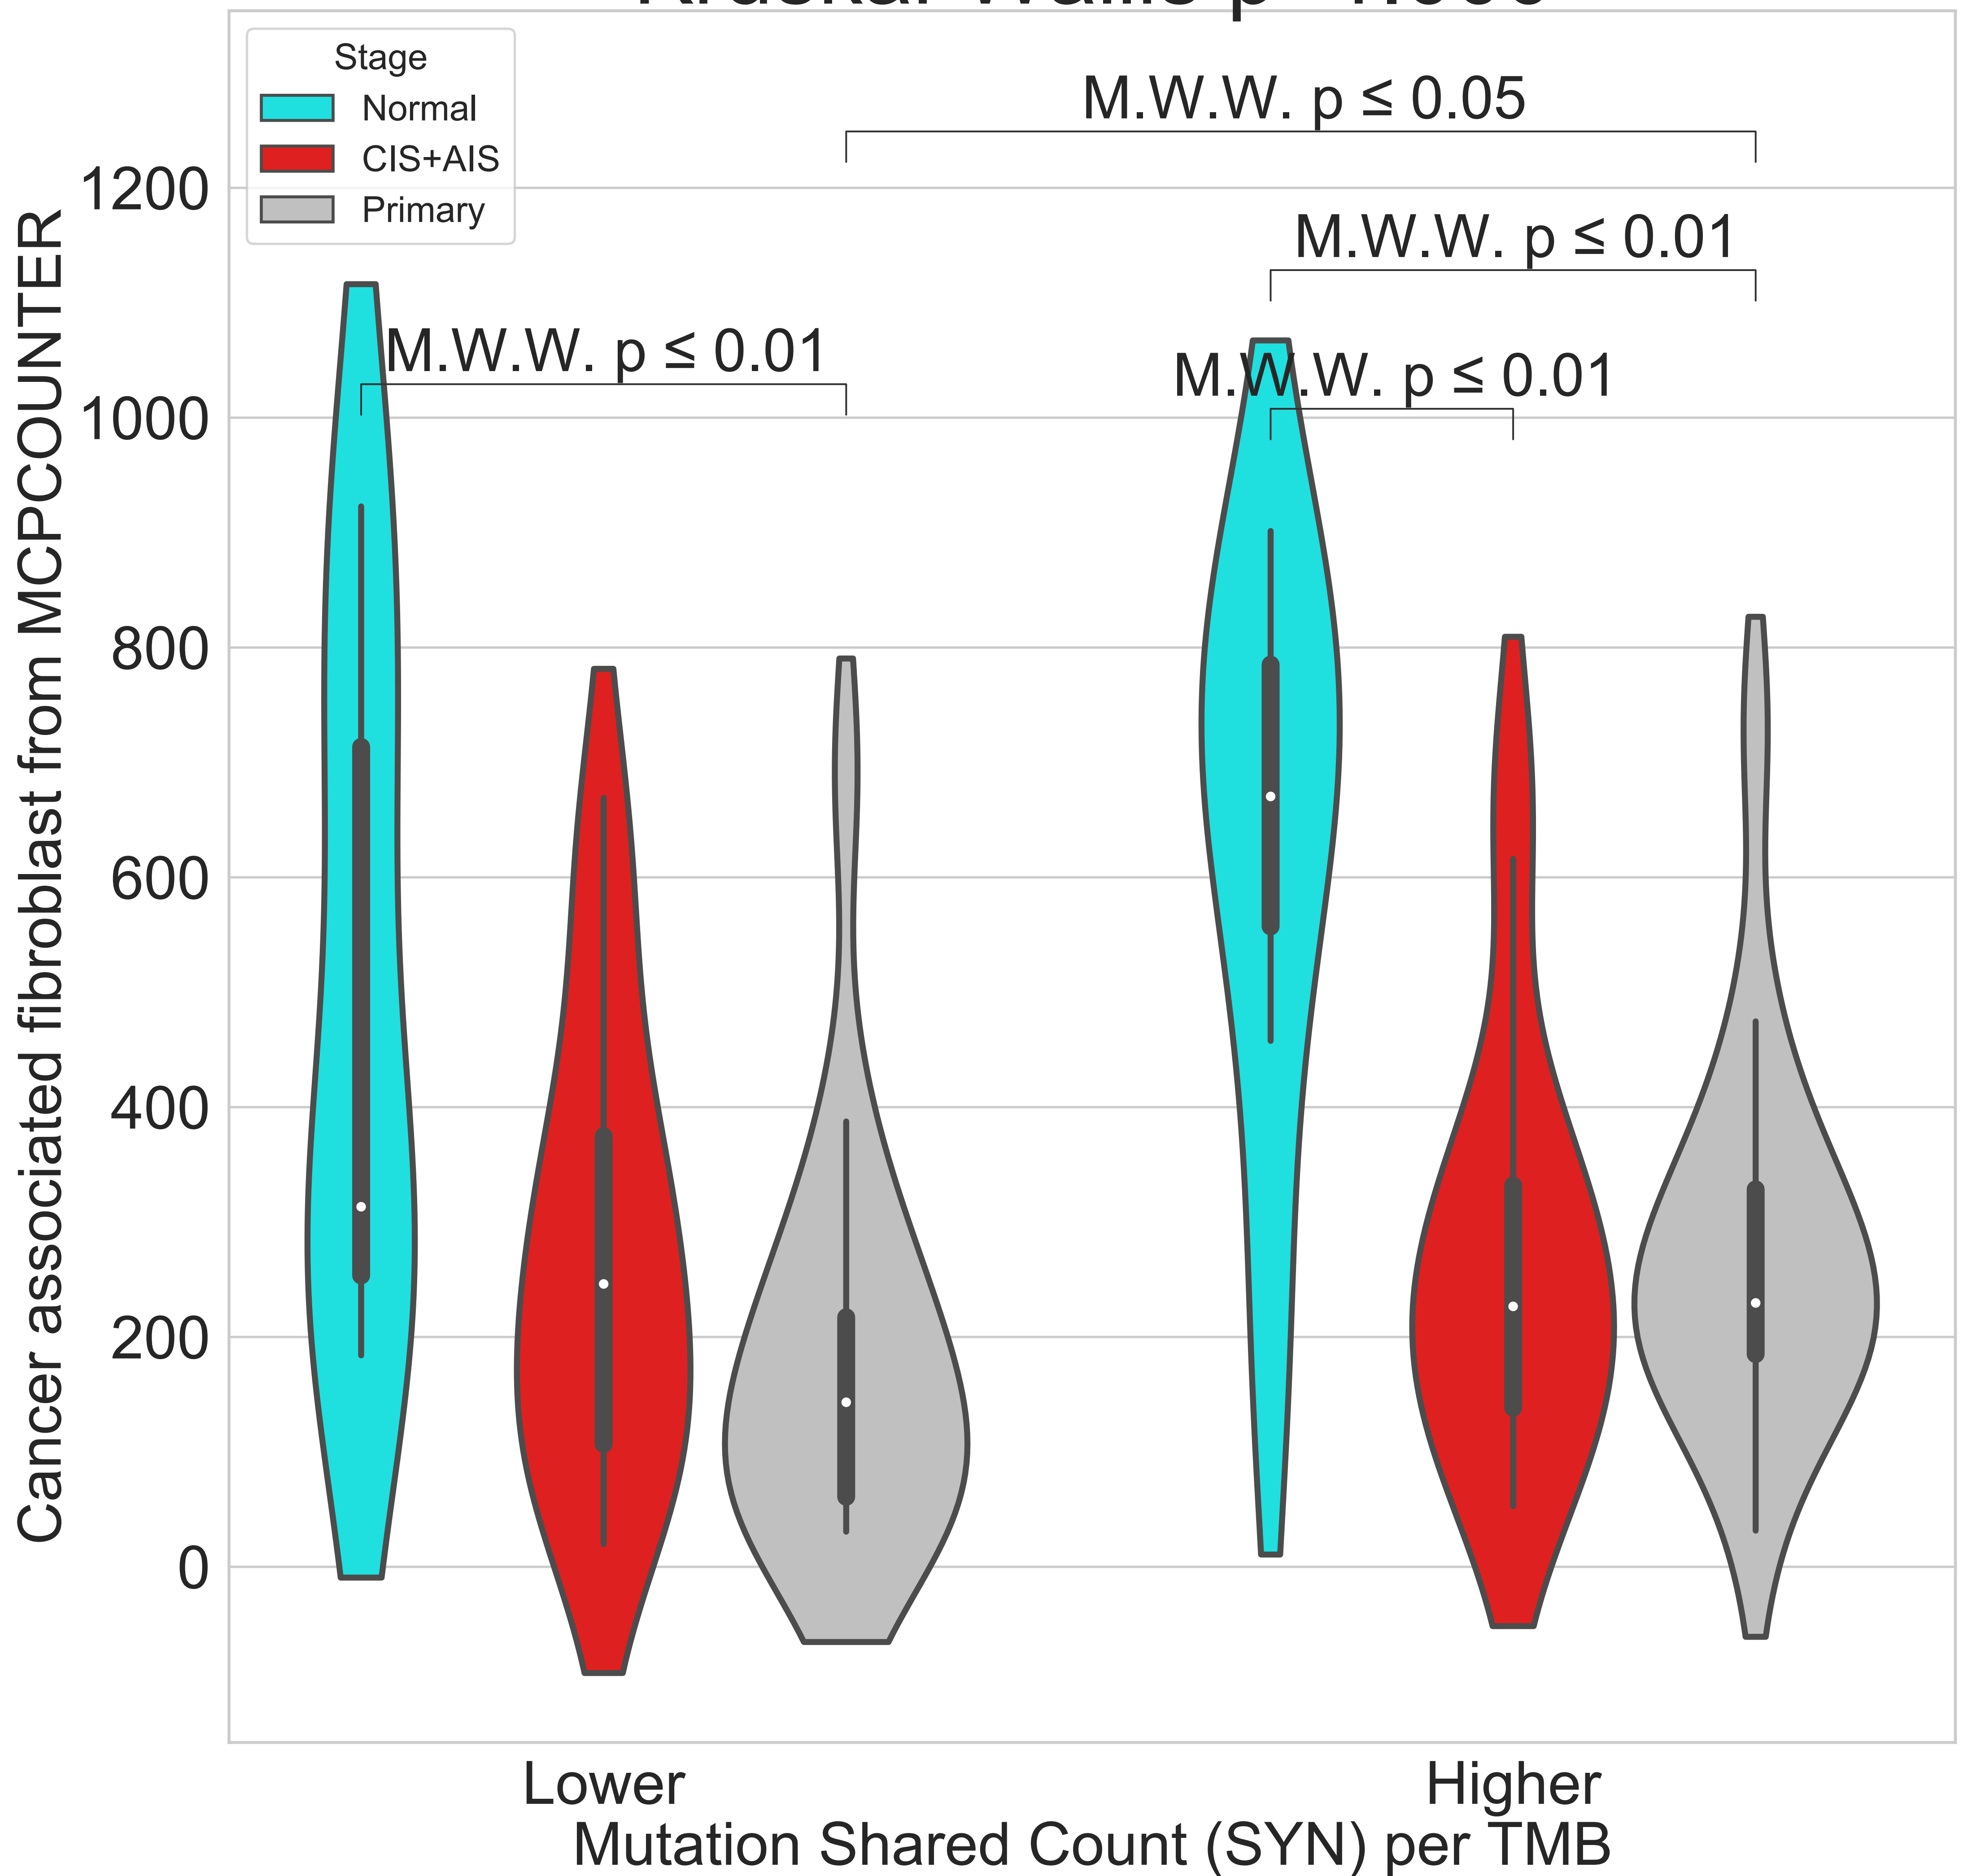 Stage
Normal
CIS+AIS
Primary
M.W.W. p ≤ 0.05
M.W.W. p ≤ 0.01
M.W.W. p ≤ 0.01
M.W.W. p ≤ 0.01
Cancer associated fibroblast from MCPCOUNTER
1200
1000
800
600
400
200
0
Lower
Higher
Mutation Shared Count (SYN) per TMB